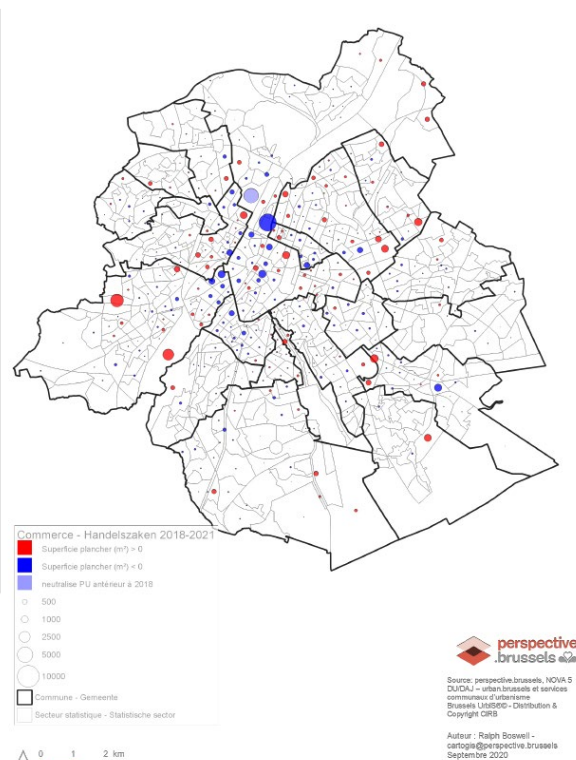 Commerce - Handelszaken 2018-2021
Superficie plancher (m²) > 0
Superficie plancher (m²) < 0
neutralise PU antérieur à 2018
500
1000
2500
5000
10000
Commune - Gemeente
Secteur statistique - Statistische sector
0 1 2 km
perspective
.brussels
Source: perspective.brussels, NOVA 5
DU/DAJ – urban.brussels et services
communaux d'urbanisme
Brussels UrbIS®© - Distribution &
Copyright CIRB
Auteur : Ralph Boswell -
cartogis@perspective.brussels
Septembre 2020